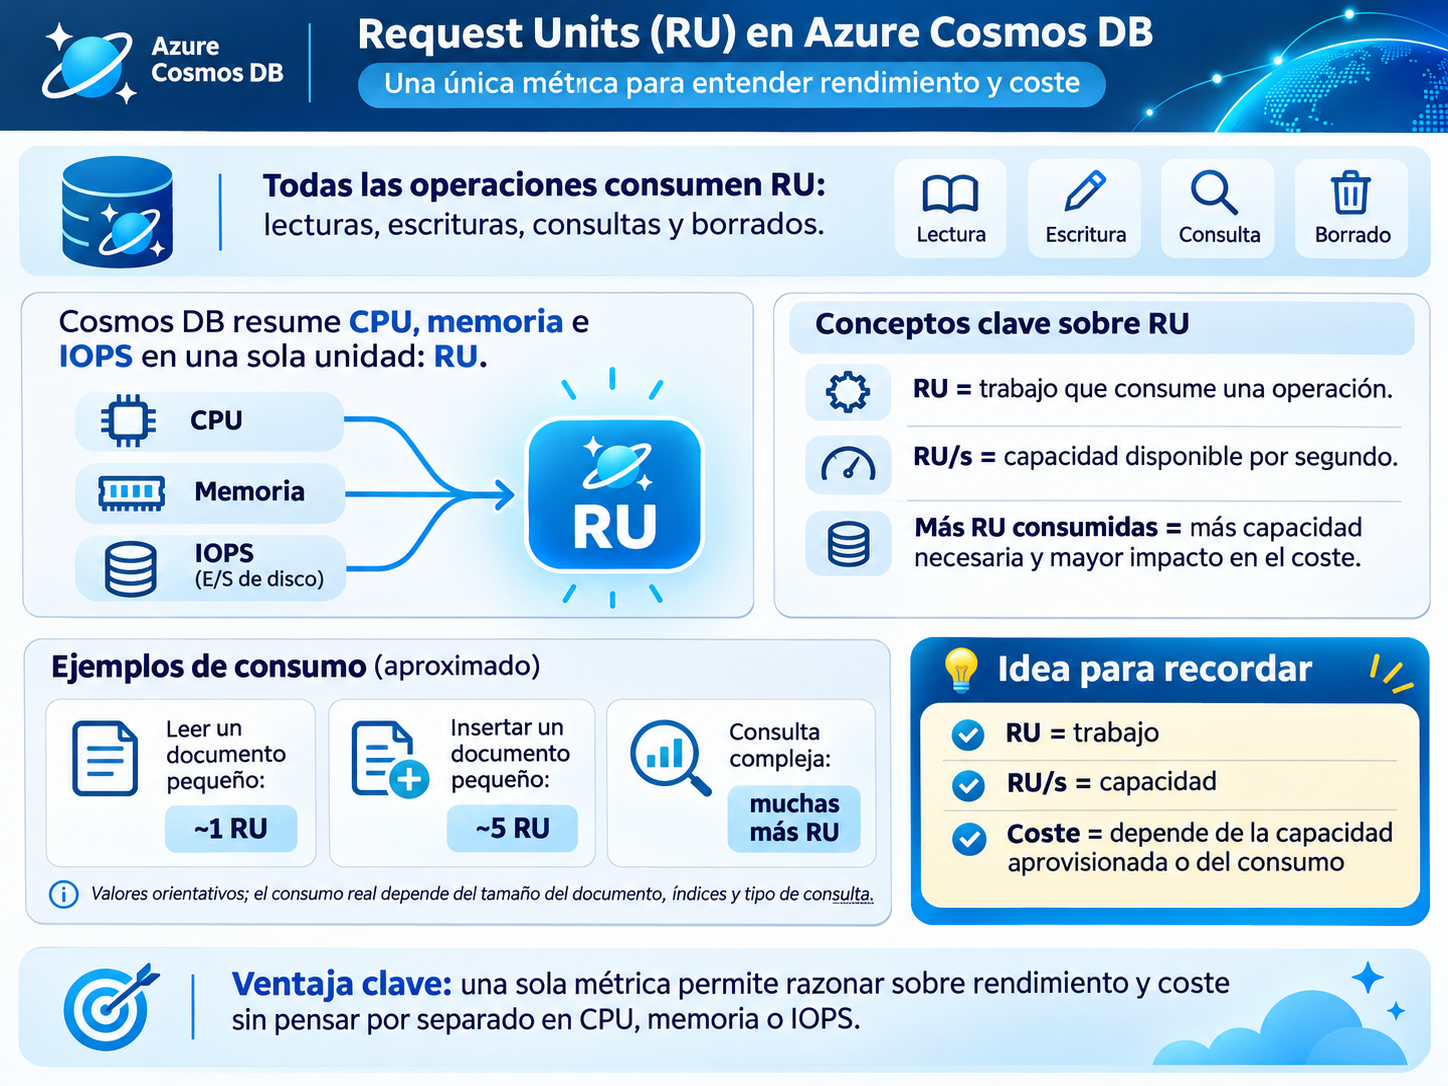 Azure
Cosmos DB
Request Units (RU) en Azure Cosmos DB
Una única métrica para entender rendimiento y coste
Todas las operaciones consumen RU:
lecturas, escrituras, consultas y borrados.
Lectura
Escritura
Consulta
Borrado
Cosmos DB resume CPU, memoria e
IOPS en una sola unidad: RU.
CPU
Memoria
IOPS
(E/S de disco)
RU
Conceptos clave sobre RU
RU = trabajo que consume una operación.
RU/s = capacidad disponible por segundo.
Más RU consumidas = más capacidad
necesaria y mayor impacto en el coste.
Ejemplos de consumo (aproximado)
Leer un
documento
pequeño:
~1 RU
Insertar un
documento
pequeño:
~5 RU
Consulta
compleja:
muchas
más RU
Valores orientativos; el consumo real depende del tamaño del documento, índices y tipo de consulta.
Idea para recordar
RU = trabajo
RU/s = capacidad
Coste = depende de la capacidad
aprovisionada o del consumo
Ventaja clave: una sola métrica permite razonar sobre rendimiento y coste
sin pensar por separado en CPU, memoria o IOPS.